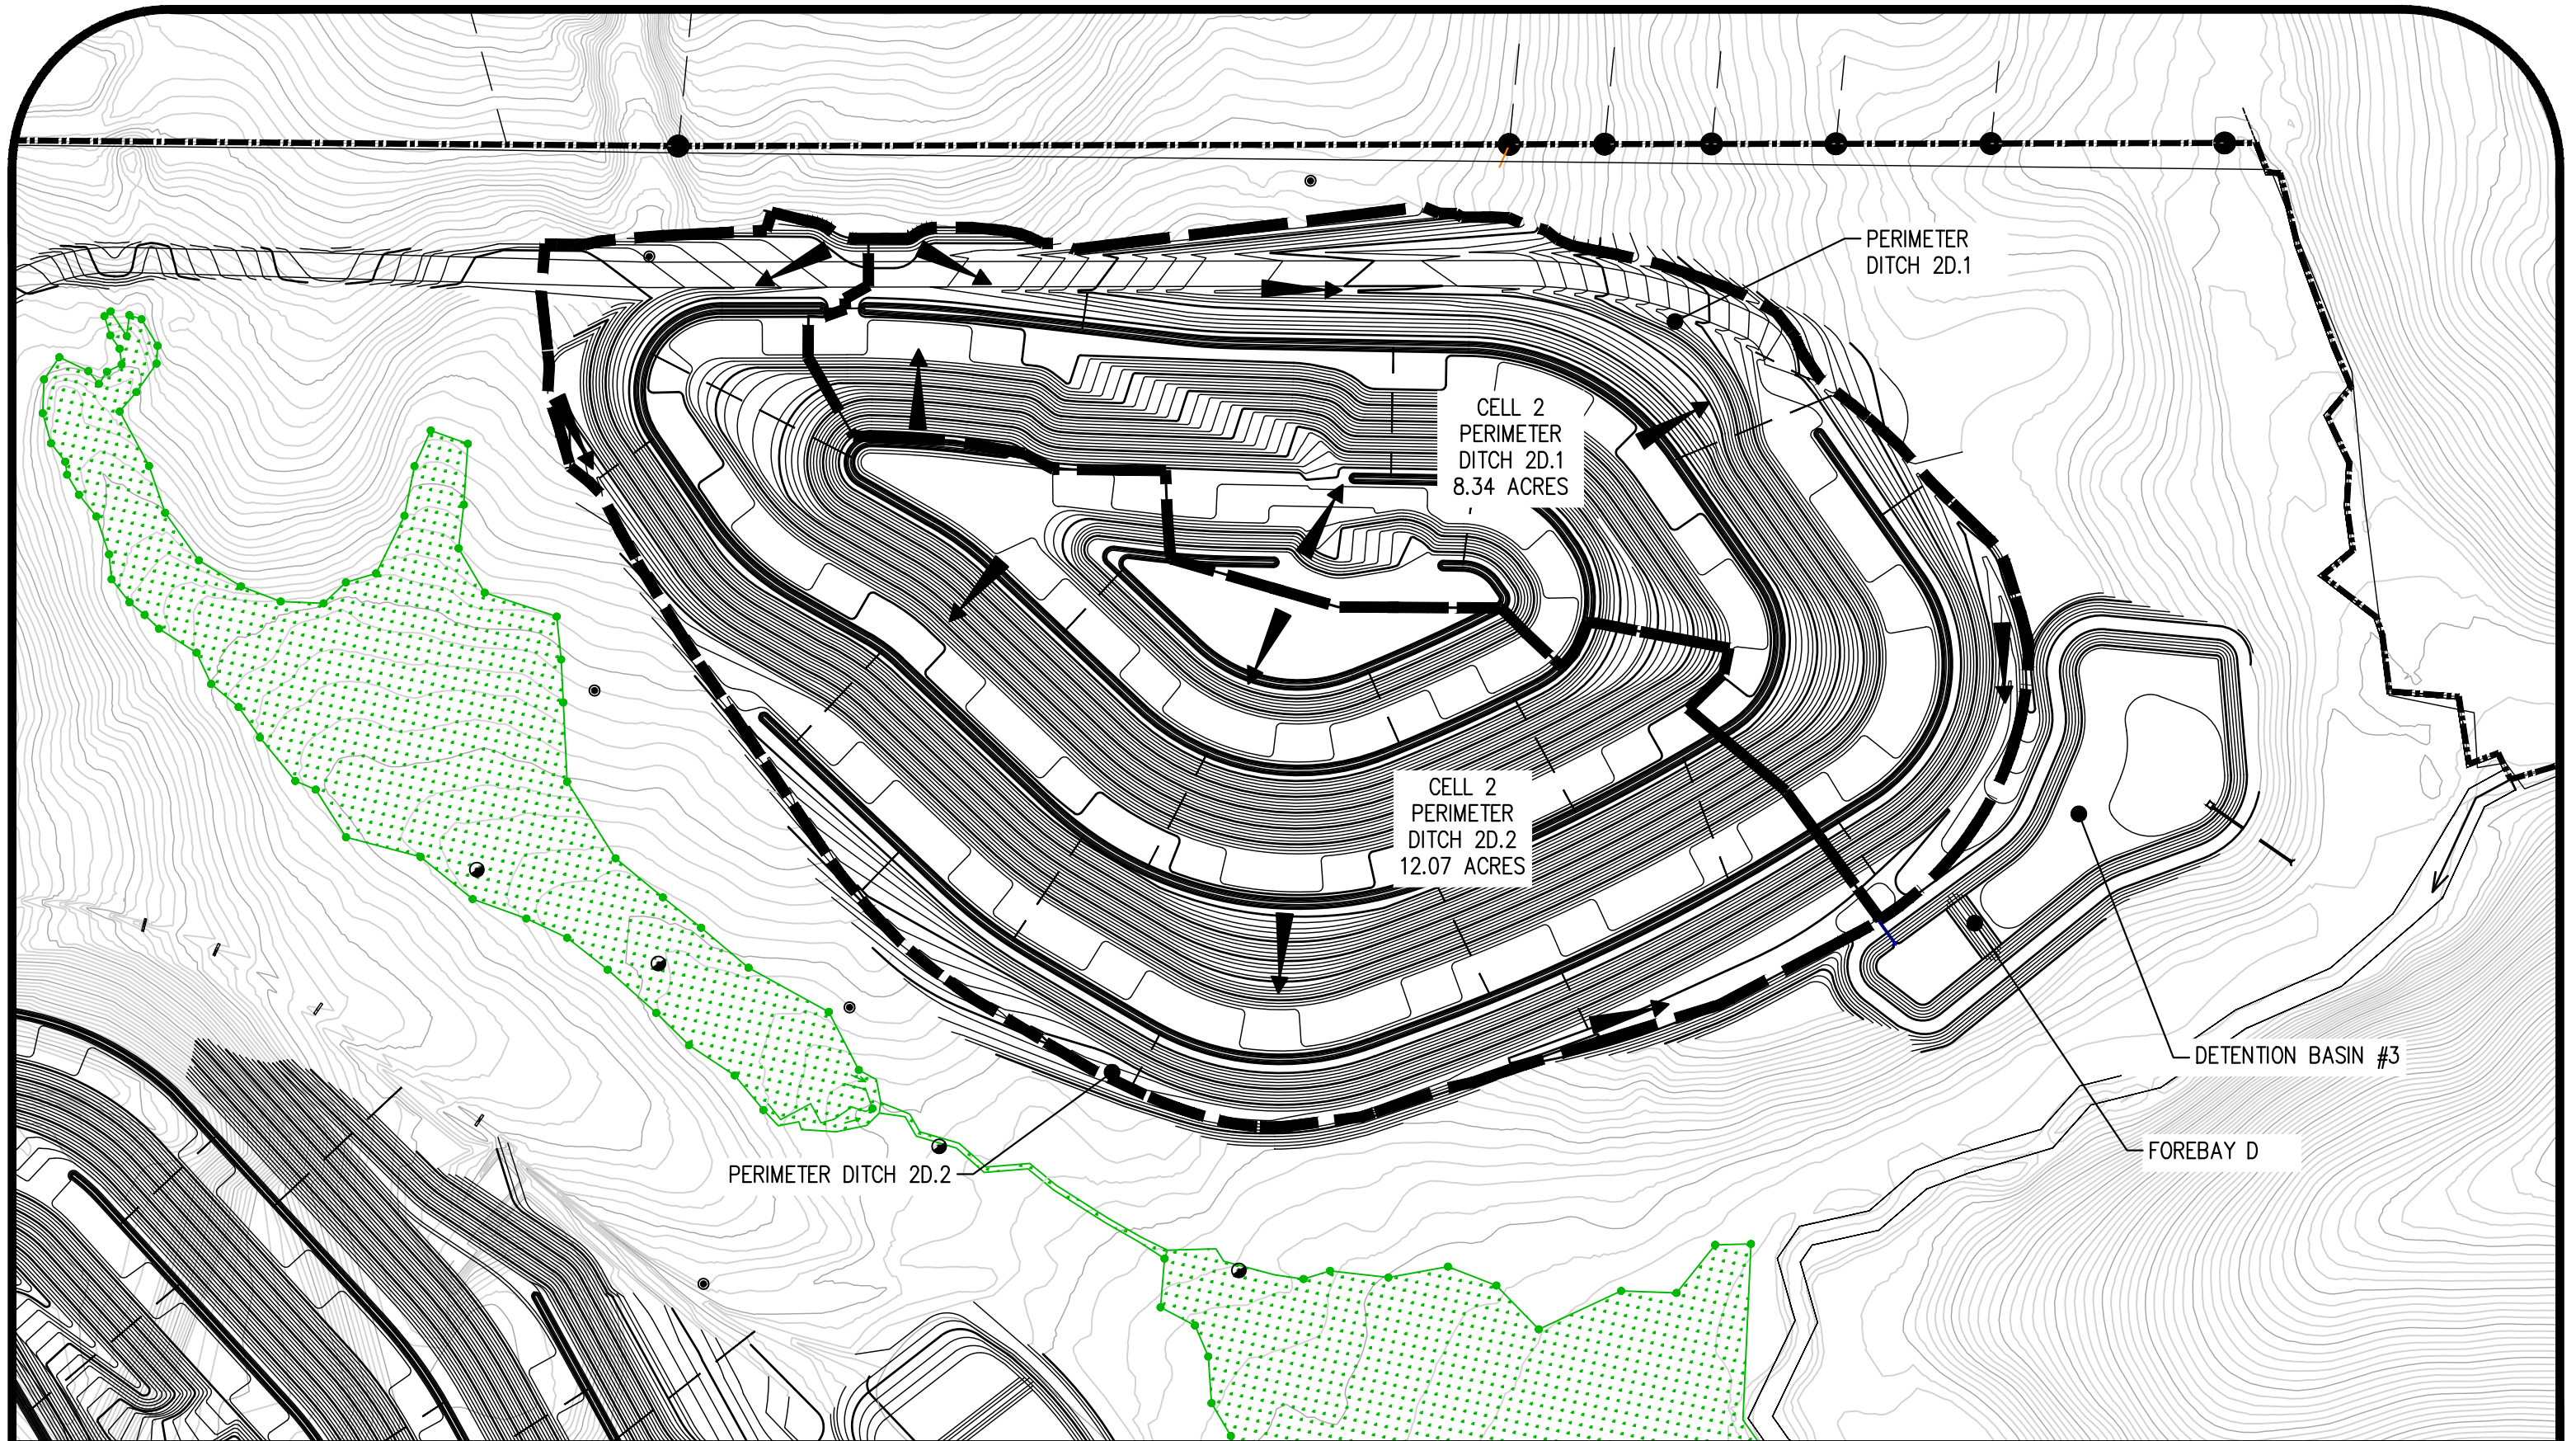 PERIMETER
DITCH 2D.1
CELL 2
PERIMETER
DITCH 2D.1
8.34 ACRES
CELL 2
PERIMETER
DITCH 2D.2
12.07 ACRES
DETENTION BASIN #3
FOREBAY D
PERIMETER DITCH 2D.2